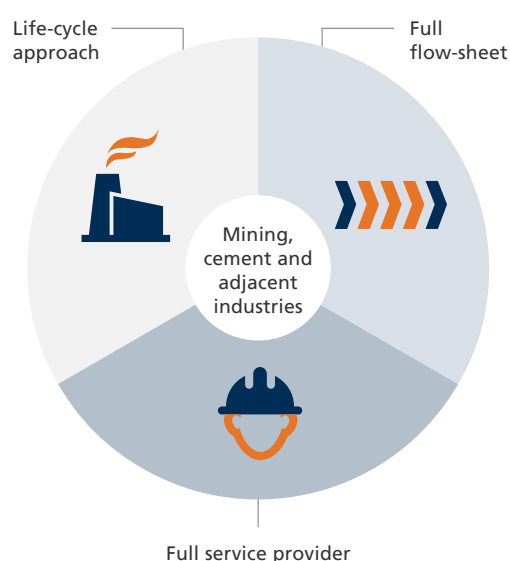 Life-cycle
approach
Full
flow-sheet
Mining,
cement and
adjacent
industries
Full service provider